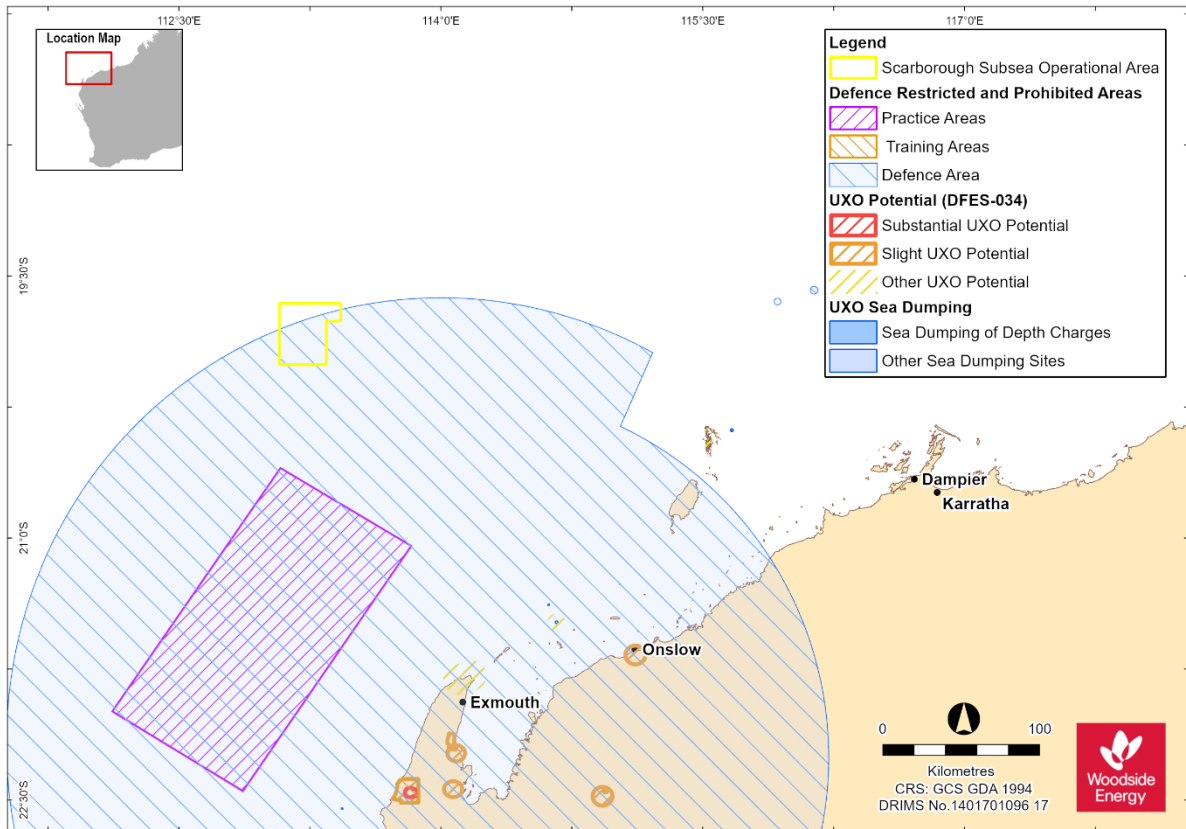 112°30'E
114°0'E
115°30'E
117°0'E
Location Map
Legend
Scarborough Subsea Operational Area
Defence Restricted and Prohibited Areas
Practice Areas
Training Areas
Defence Area
UXO Potential (DFES-034)
Substantial UXO Potential
Slight UXO Potential
Other UXO Potential
UXO Sea Dumping
Sea Dumping of Depth Charges
Other Sea Dumping Sites
19°30'S
21°0'S
22°30'S
Dampier
Karratha
Onslow
Exmouth
0
100
Kilometres
CRS: GCS GDA 1994
DRIMS No.1401701096 17
Woodside
Energy